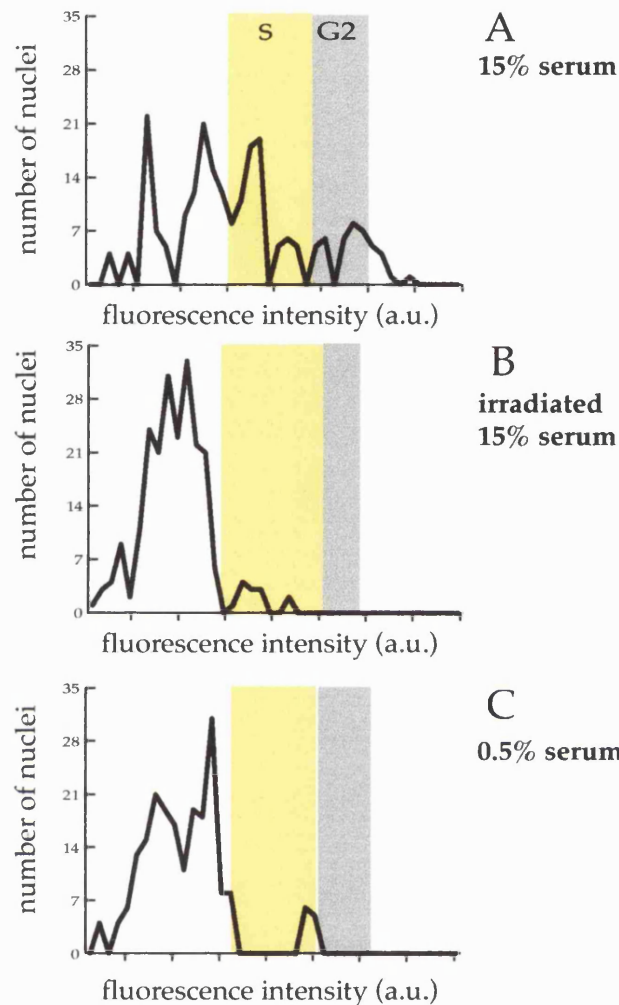 A
15% serum
S G2
number of nuclei
35
28
21
14
7
0
fluorescence intensity (a.u.)
B
irradiated
15% serum
number of nuclei
35
28
21
14
7
0
fluorescence intensity (a.u.)
C
0.5% serum
number of nuclei
35
28
21
14
7
0
fluorescence intensity (a.u.)